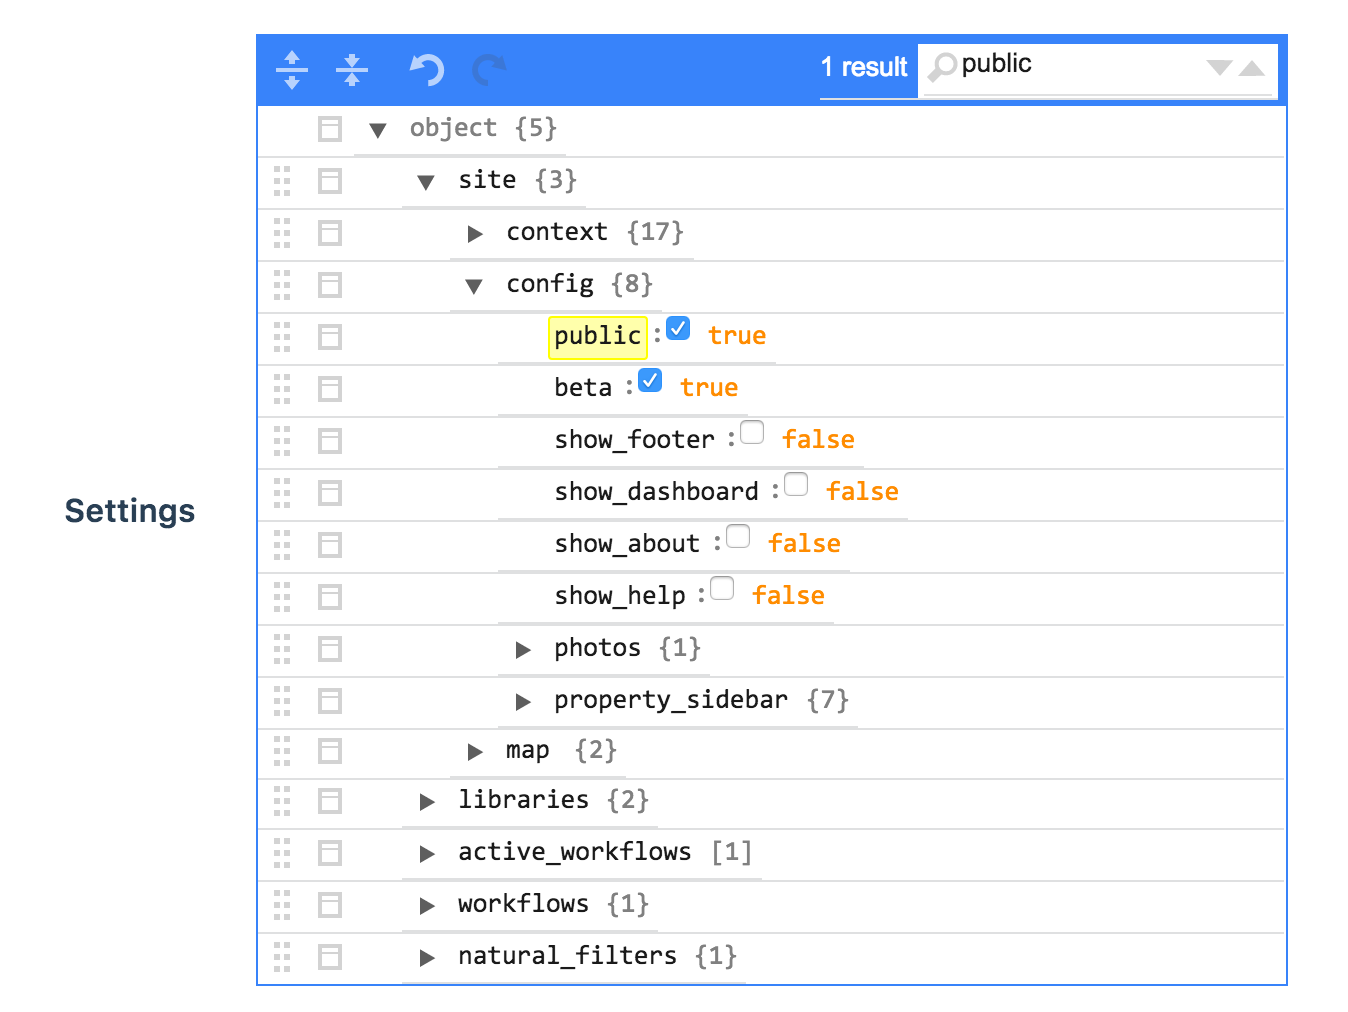 1 result public
object {5}
site {3}
context {17}
config {8}
public : true
beta : true
show_footer : false
show_dashboard : false
show_about : false
show_help : false
Settings
photos {1}
property_sidebar {7}
map {2}
libraries {2}
active_workflows [1]
workflows {1}
natural_filters {1}